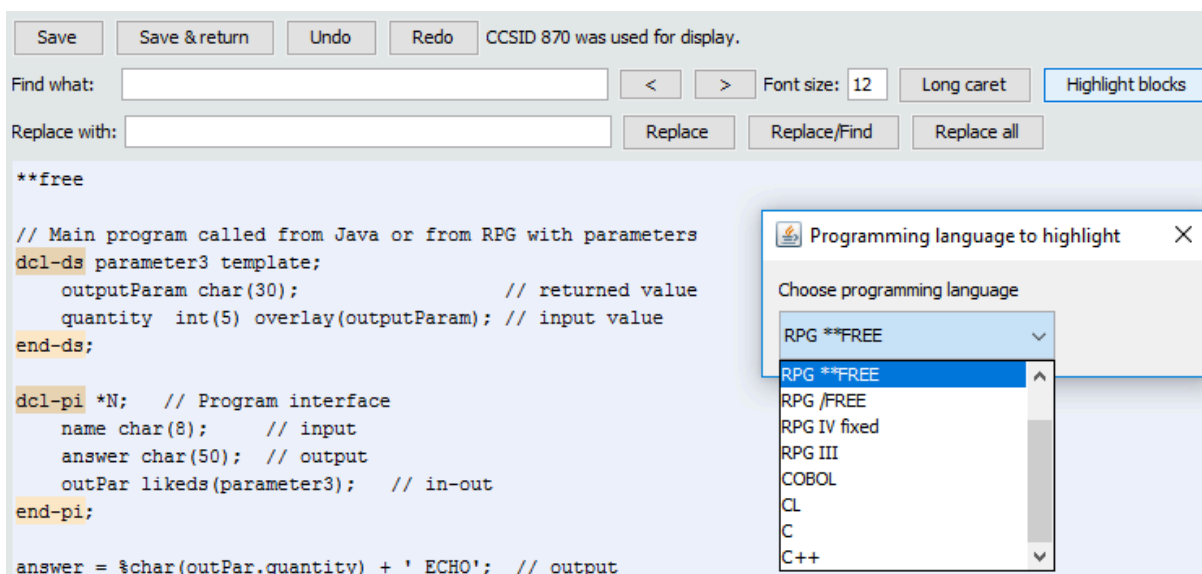 Save Save & return Undo Redo CCSID 870 was used for display.
Find what: < > Font size: 12 Long caret Highlight blocks
Replace with: Replace Replace/Find Replace all
**free
// Main program called from Java or from RPG with parameters
dcl-ds parameter3 template;
outputParam char(30); // returned value
quantity int(5) overlay(outputParam); // input value
end-ds;
dcl-pi *N; // Program interface
name char(8); // input
answer char(50); // output
outPar likeds(parameter3); // in-out
end-pi;
answer = %char(outPar.quantity) + ' ECHO'; // output
Programming language to highlight
Choose programming language
RPG **FREE
RPG **FREE
RPG /FREE
RPG IV fixed
RPG III
COBOL
CL
C
C++